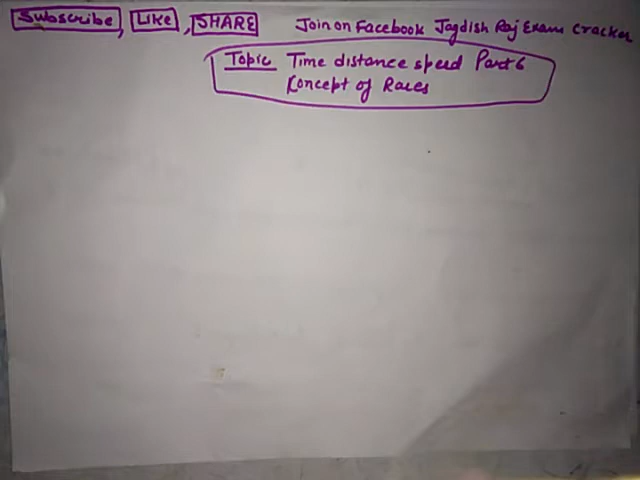 Subscribe, LIKE, SHARE Join on Facebook Jagdish Raj Exam Cracker
Topic Time distance speed Part 6
Concept of Races